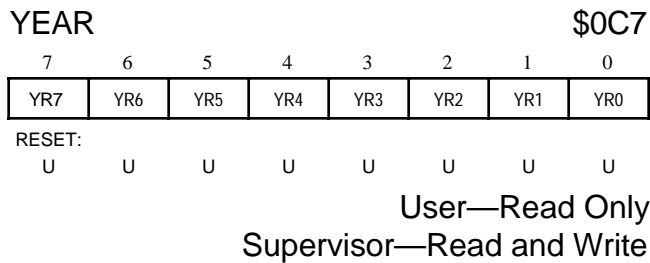 YEAR $0C7
7 6 5 4 3 2 1 0
YR7 YR6 YR5 YR4 YR3 YR2 YR1 YR0
RESET:
U U U U U U U U
User—Read Only
Supervisor—Read and Write